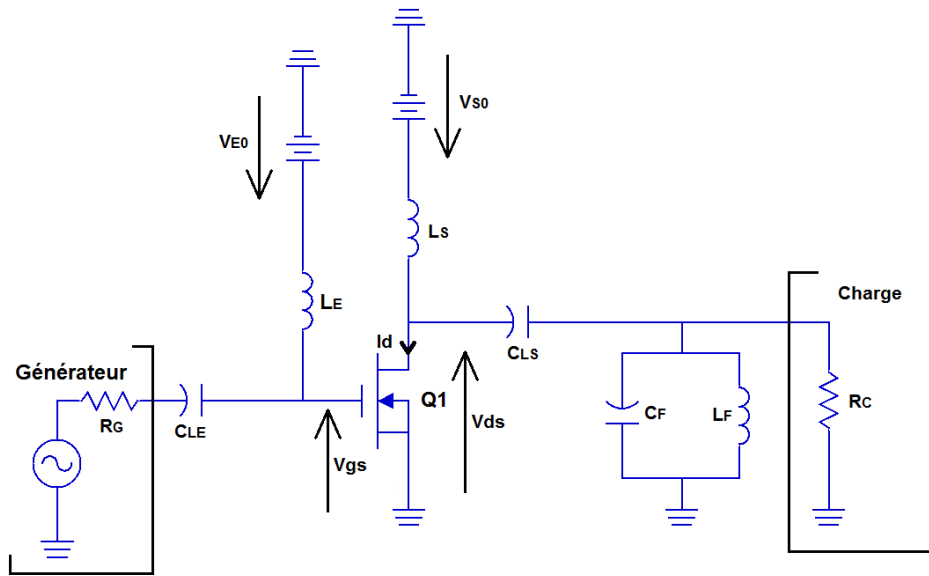 VS0
VE0
LS
LE
Charge
Id
CLS
Générateur
Q1
RG
CLE
Vgs
Vds
CF
LF
RC